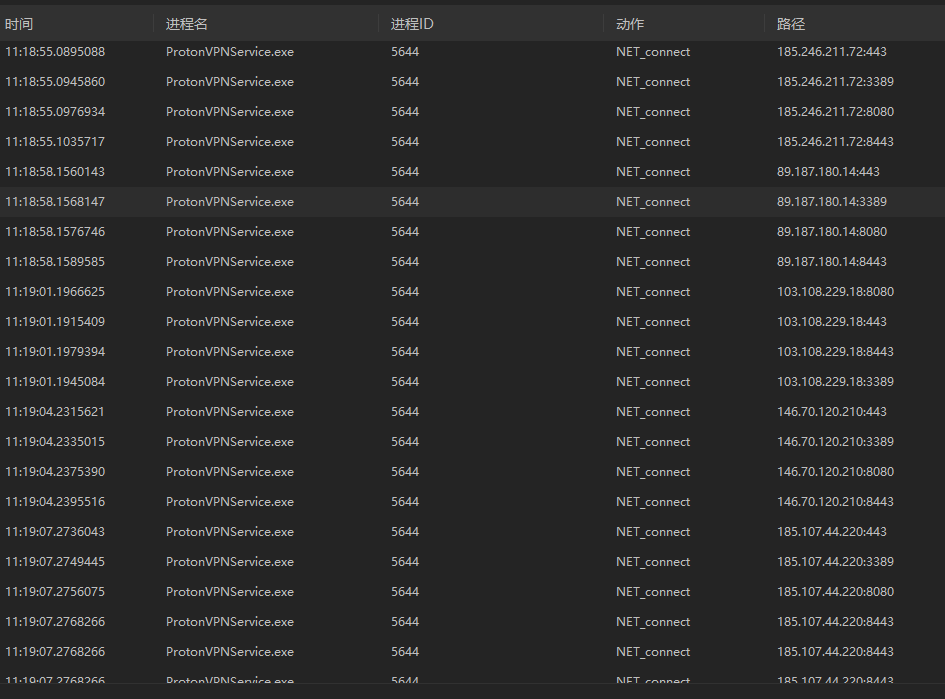 时间 进程名 进程ID 动作 路径
11:18:55.0895088 ProtonVPNService.exe 5644 NET_connect 185.246.211.72:443
11:18:55.0945860 ProtonVPNService.exe 5644 NET_connect 185.246.211.72:3389
11:18:55.0976934 ProtonVPNService.exe 5644 NET_connect 185.246.211.72:8080
11:18:55.1035717 ProtonVPNService.exe 5644 NET_connect 185.246.211.72:8443
11:18:58.1560143 ProtonVPNService.exe 5644 NET_connect 89.187.180.14:443
11:18:58.1568147 ProtonVPNService.exe 5644 NET_connect 89.187.180.14:3389
11:18:58.1576746 ProtonVPNService.exe 5644 NET_connect 89.187.180.14:8080
11:18:58.1589585 ProtonVPNService.exe 5644 NET_connect 89.187.180.14:8443
11:19:01.1966625 ProtonVPNService.exe 5644 NET_connect 103.108.229.18:8080
11:19:01.1915409 ProtonVPNService.exe 5644 NET_connect 103.108.229.18:443
11:19:01.1979394 ProtonVPNService.exe 5644 NET_connect 103.108.229.18:8443
11:19:01.1945084 ProtonVPNService.exe 5644 NET_connect 103.108.229.18:3389
11:19:04.2315621 ProtonVPNService.exe 5644 NET_connect 146.70.120.210:443
11:19:04.2335015 ProtonVPNService.exe 5644 NET_connect 146.70.120.210:3389
11:19:04.2375390 ProtonVPNService.exe 5644 NET_connect 146.70.120.210:8080
11:19:04.2395516 ProtonVPNService.exe 5644 NET_connect 146.70.120.210:8443
11:19:07.2736043 ProtonVPNService.exe 5644 NET_connect 185.107.44.220:443
11:19:07.2749445 ProtonVPNService.exe 5644 NET_connect 185.107.44.220:3389
11:19:07.2756075 ProtonVPNService.exe 5644 NET_connect 185.107.44.220:8080
11:19:07.2768266 ProtonVPNService.exe 5644 NET_connect 185.107.44.220:8443
11:19:07.2768266 ProtonVPNService.exe 5644 NET_connect 185.107.44.220:8443
11:19:07.2768266 ProtonVPNService.exe 5644 NET_connect 185.107.44.220:8443